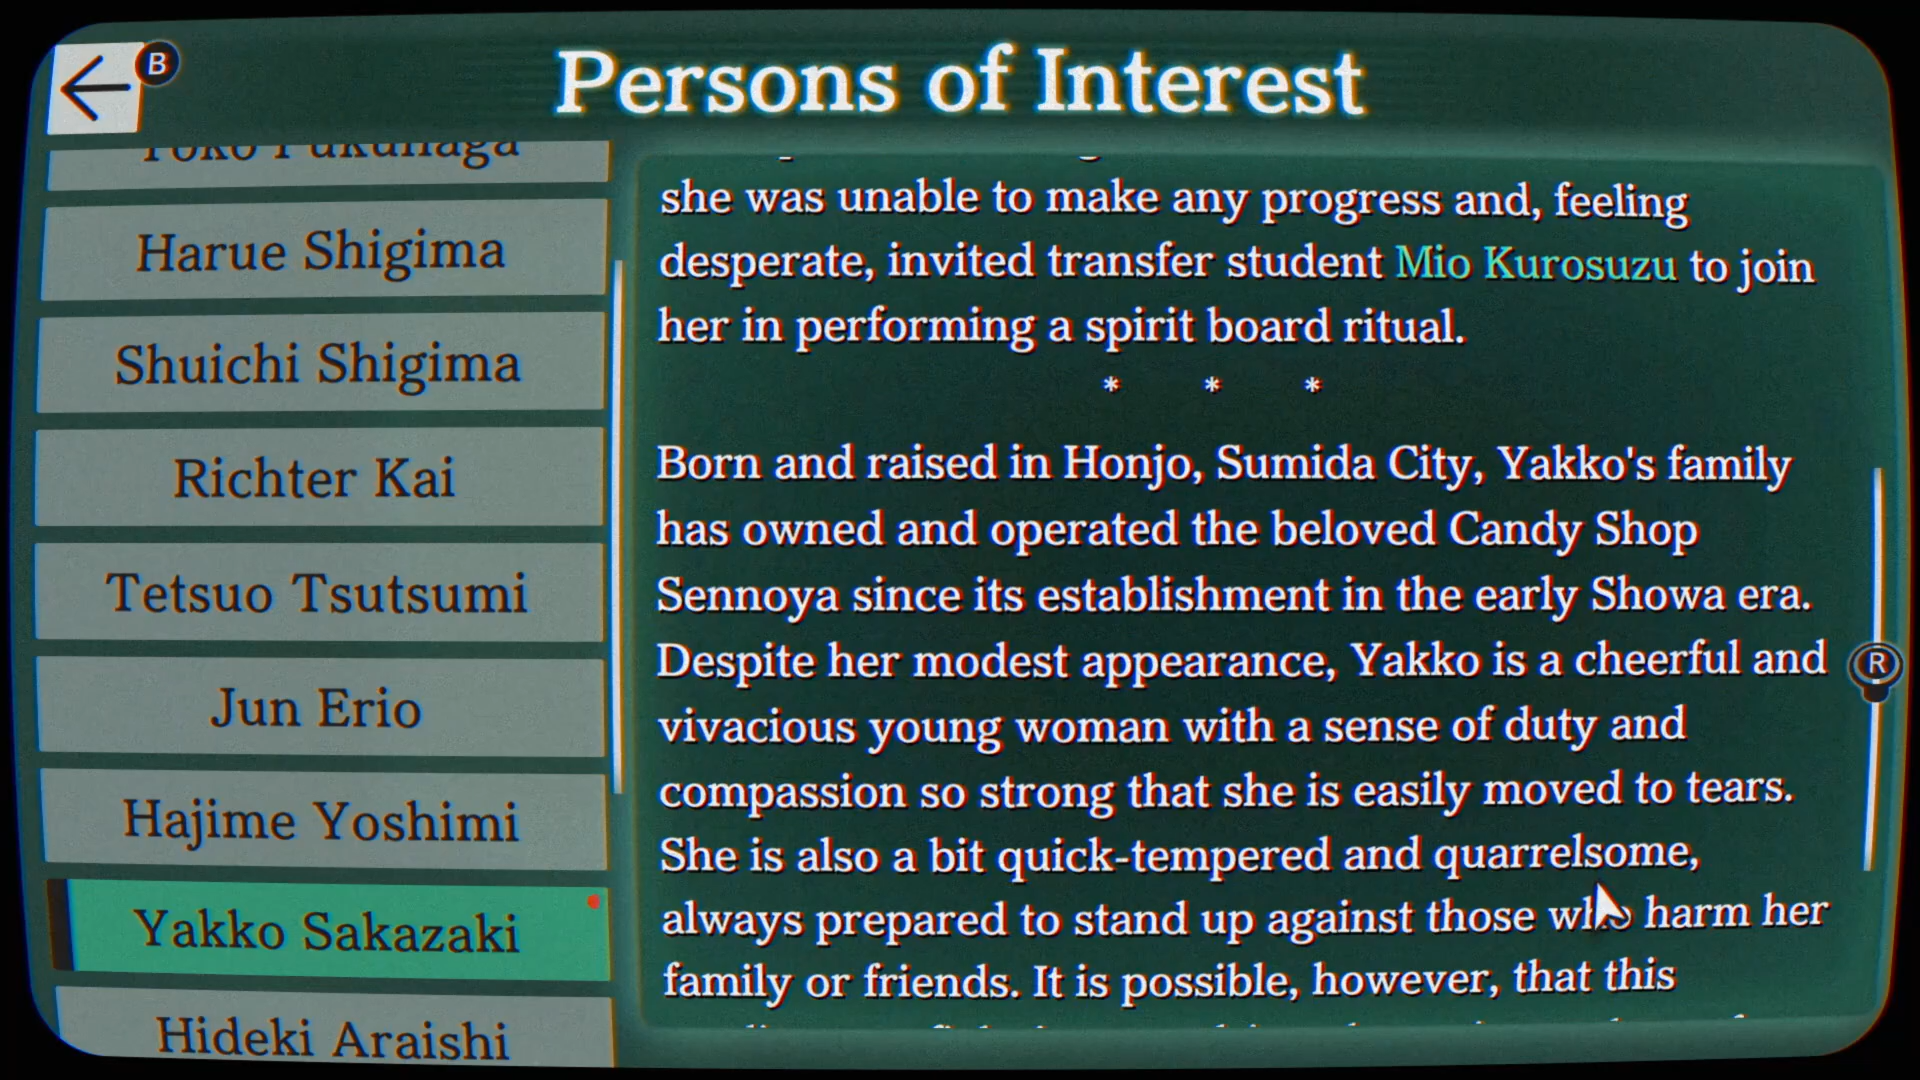 B
Persons of Interest
Yoko Fukunaga
Harue Shigima
Shuichi Shigima
Richter Kai
Tetsuo Tsutsumi
Jun Erio
Hajime Yoshimi
Yakko Sakazaki
Hideki Araishi
she was unable to make any progress and, feeling
desperate, invited transfer student Mio Kurosuzu to join
her in performing a spirit board ritual.
* * *
Born and raised in Honjo, Sumida City, Yakko's family
has owned and operated the beloved Candy Shop
Sennoya since its establishment in the early Showa era.
Despite her modest appearance, Yakko is a cheerful and
vivacious young woman with a sense of duty and
compassion so strong that she is easily moved to tears.
She is also a bit quick-tempered and quarrelsome,
always prepared to stand up against those who harm her
family or friends. It is possible, however, that this
R